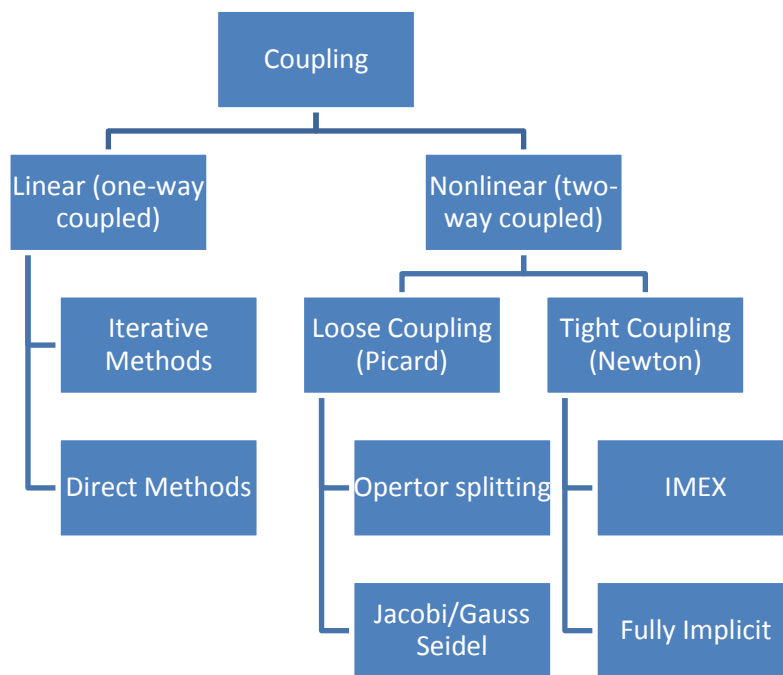 Coupling
Linear (one-way
coupled)
Nonlinear (two-
way coupled)
Iterative
Methods
Loose Coupling
(Picard)
Tight Coupling
(Newton)
Direct Methods
Opertor splitting
IMEX
Jacobi/Gauss
Seidel
Fully Implicit